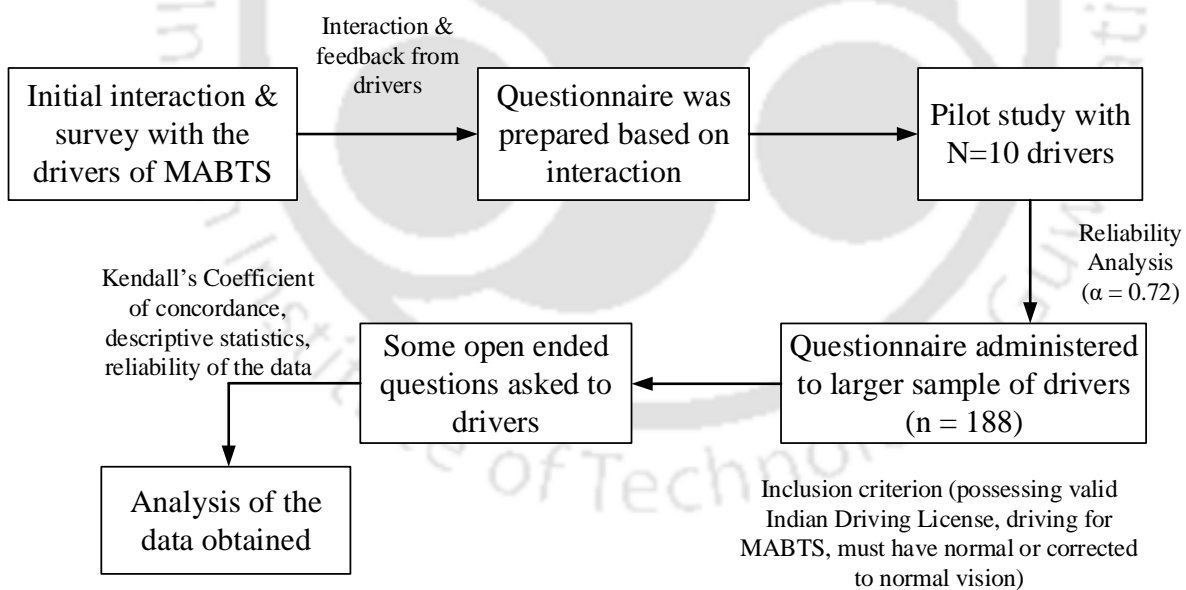 Initial interaction &
survey with the
drivers of MABTS
Interaction &
feedback from
drivers
Questionnaire was
prepared based on
interaction
Pilot study with
N=10 drivers
Reliability
Analysis
(α = 0.72)
Questionnaire administered
to larger sample of drivers
(n = 188)
Inclusion criterion (possessing valid
Indian Driving License, driving for
MABTS, must have normal or corrected
to normal vision)
Some open ended
questions asked to
drivers
Kendall’s Coefficient
of concordance,
descriptive statistics,
reliability of the data
Analysis of the
data obtained
of Techno